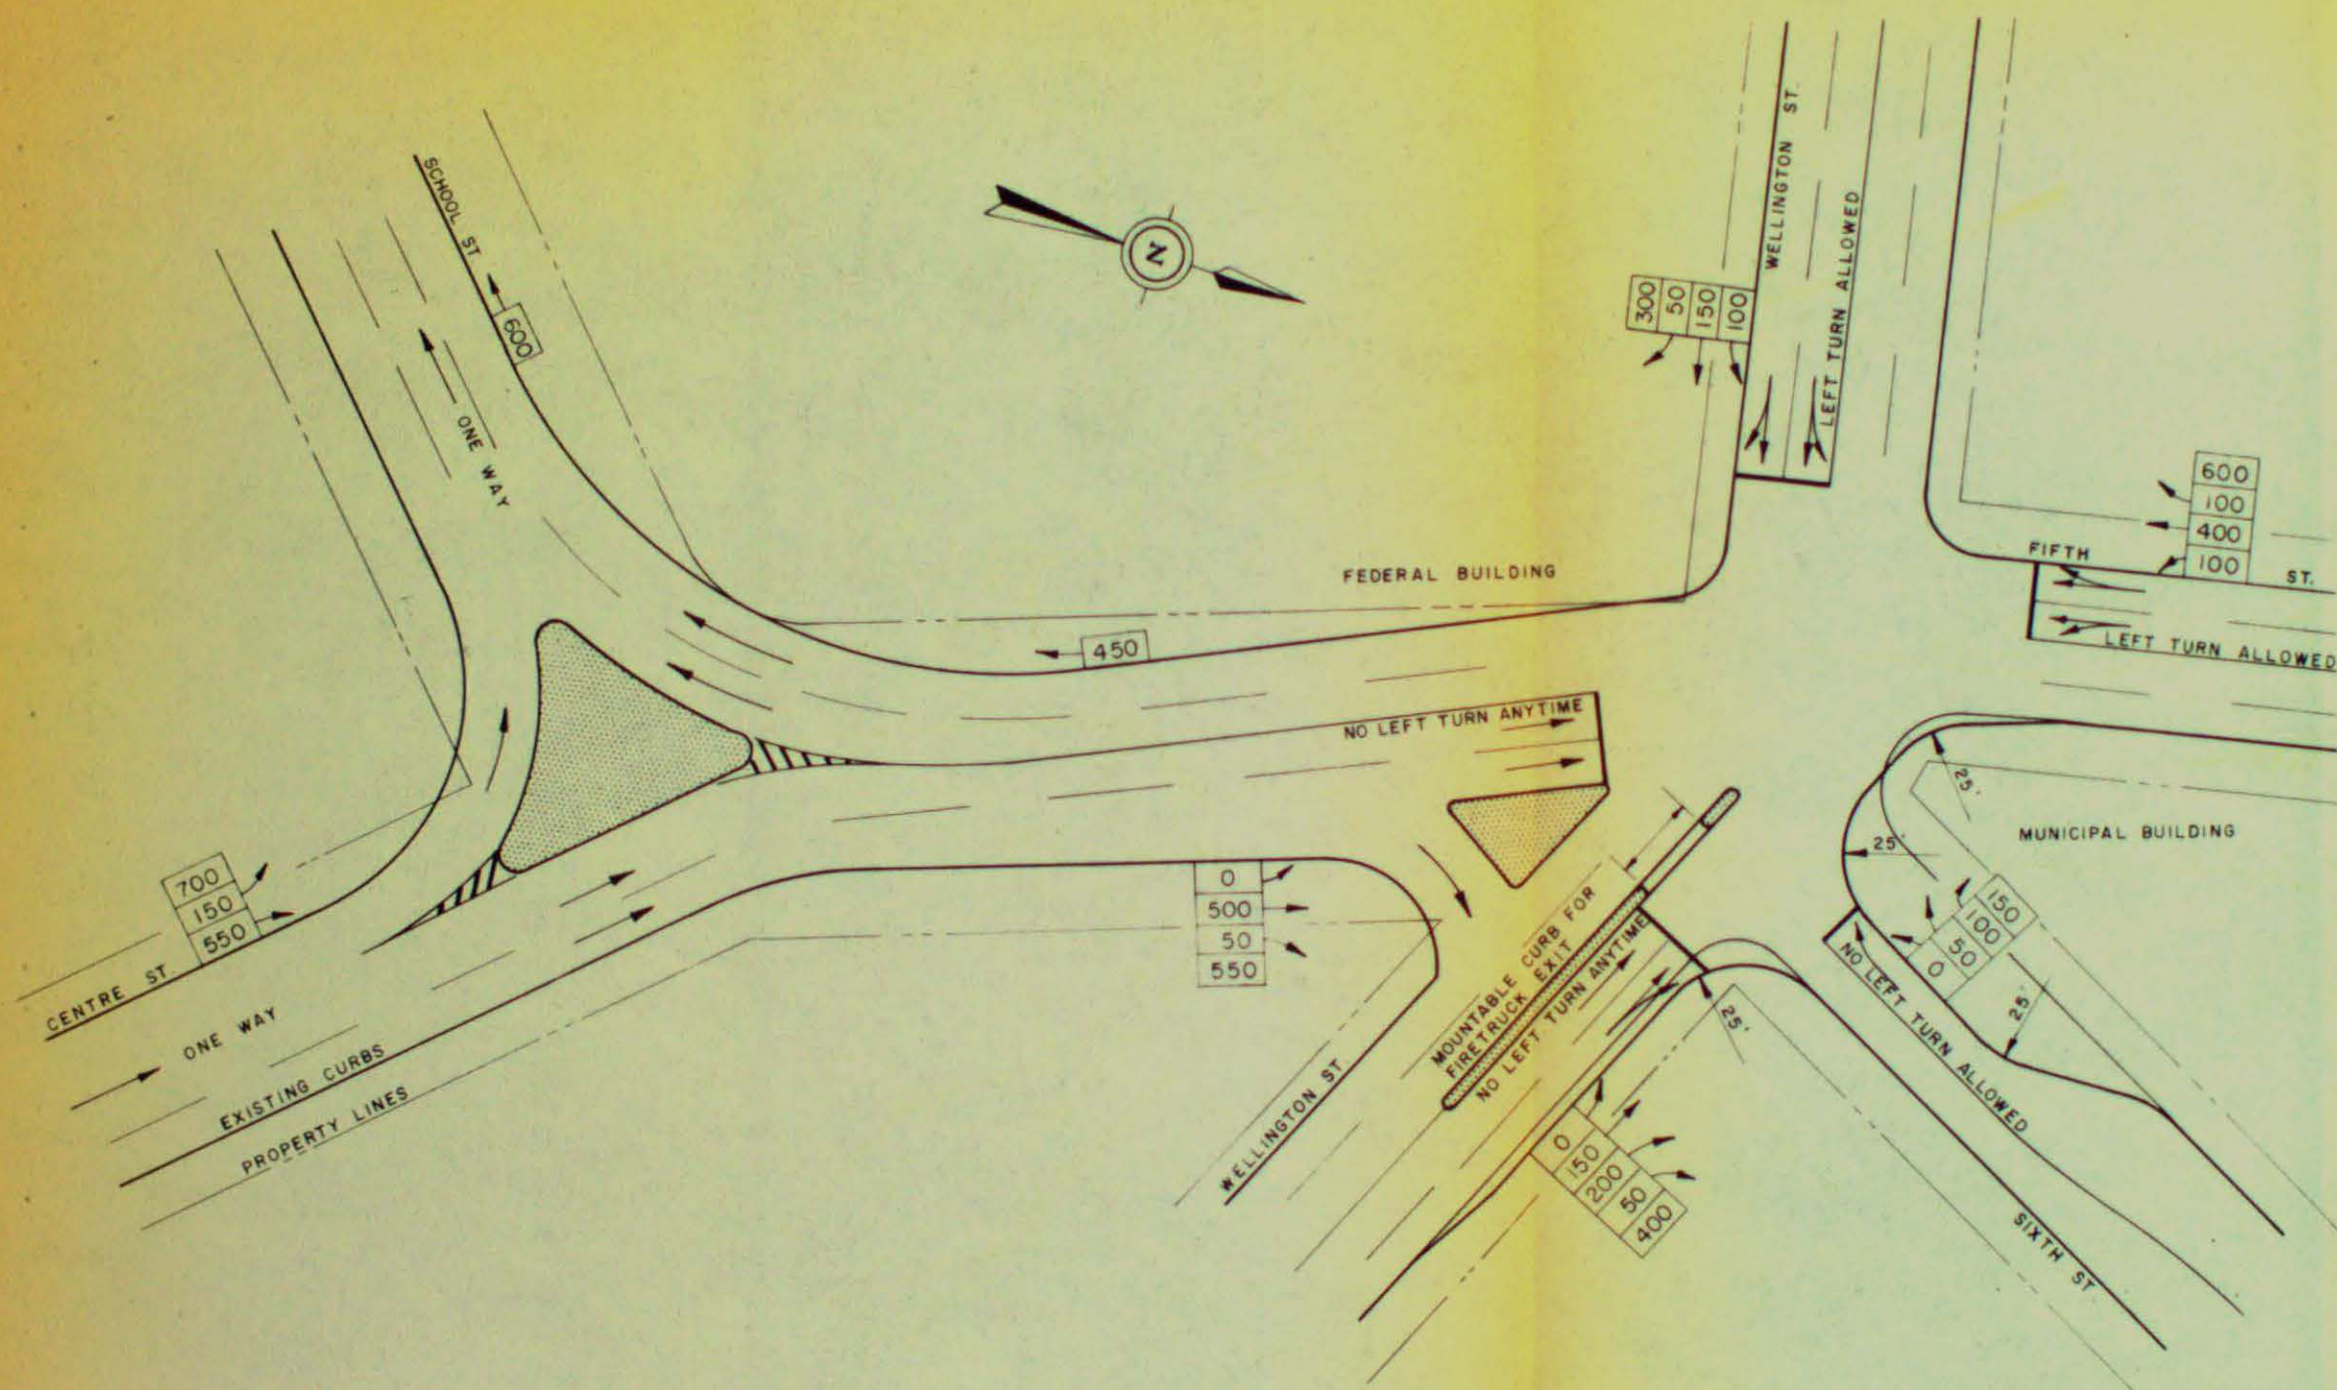 SCHOOL ST
600
ONE WAY
N
WELLINGTON ST.
LEFT TURN ALLOWED
300
50
150
100
600
100
400
100
FIFTH ST.
LEFT TURN ALLOWED
FEDERAL BUILDING
450
NO LEFT TURN ANYTIME
25'
MUNICIPAL BUILDING
25'
700
150
550
CENTRE ST.
ONE WAY
EXISTING CURBS
PROPERTY LINES
0
500
50
550
MOUNTABLE CURB FOR
FIRETRUCK EXIT
NO LEFT TURN ANYTIME
WELLINGTON ST.
25'
0
150
200
50
400
150
100
50
0
25'
NO LEFT TURN ALLOWED
SIXTH ST.